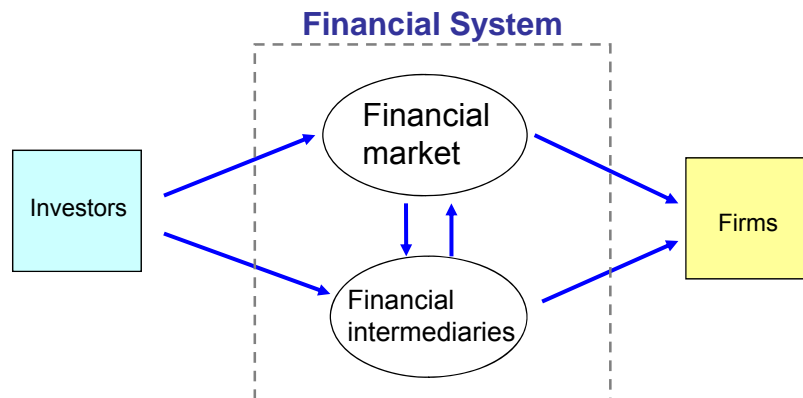 Financial System
Financial
market
Investors
Firms
Financial
intermediaries